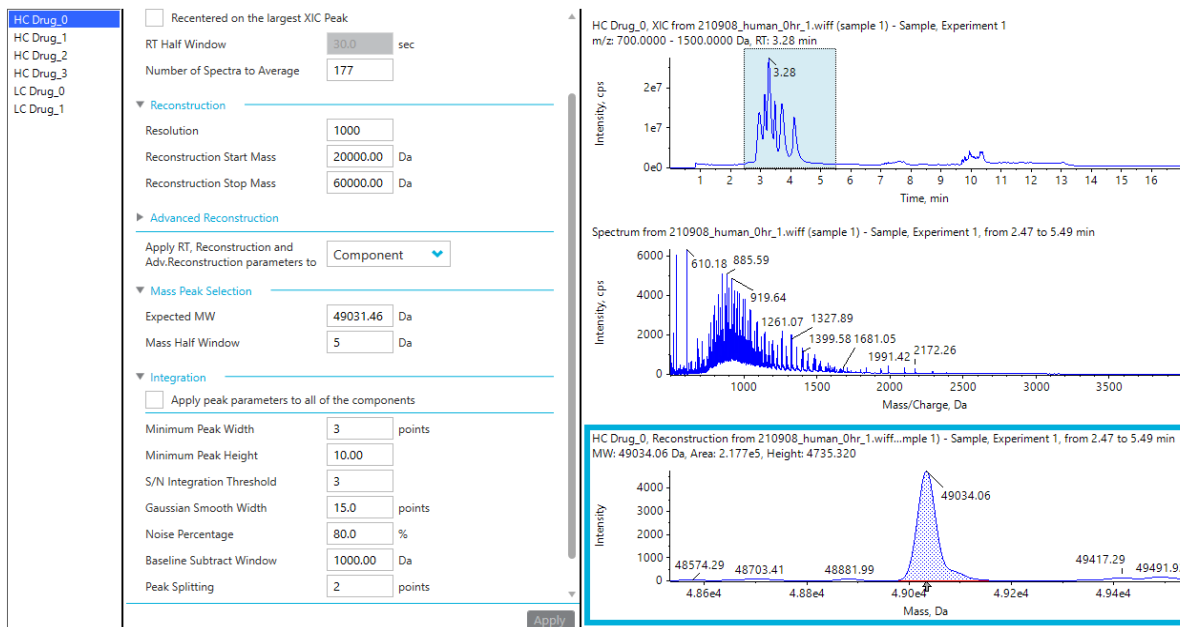 HC Drug_0
HC Drug_1
HC Drug_2
HC Drug_3
LC Drug_0
LC Drug_1
Recentered on the largest XIC Peak
RT Half Window 30.0 sec
Number of Spectra to Average 177
Reconstruction
Resolution 1000
Reconstruction Start Mass 20000.00 Da
Reconstruction Stop Mass 60000.00 Da
Advanced Reconstruction
Apply RT, Reconstruction and
Adv.Reconstruction parameters to Component
Mass Peak Selection
Expected MW 49031.46 Da
Mass Half Window 5 Da
Integration
Apply peak parameters to all of the components
Minimum Peak Width 3 points
Minimum Peak Height 10.00
S/N Integration Threshold 3
Gaussian Smooth Width 15.0 points
Noise Percentage 80.0 %
Baseline Subtract Window 1000.00 Da
Peak Splitting 2 points
Apply
HC Drug_0, XIC from 210908_human_0hr_1.wiff (sample 1) - Sample, Experiment 1
m/z: 700.0000 - 1500.0000 Da, RT: 3.28 min
3.28
Intensity, cps
2e7
1e7
0e0
1 2 3 4 5 6 7 8 9 10 11 12 13 14 15 16
Time, min
Spectrum from 210908_human_0hr_1.wiff (sample 1) - Sample, Experiment 1, from 2.47 to 5.49 min
Intensity, cps
6000
4000
2000
0
610.18
885.59
919.64
1261.07
1327.89
1399.58
1681.05
1991.42
2172.26
1000 1500 2000 2500 3000 3500
Mass/Charge, Da
HC Drug_0, Reconstruction from 210908_human_0hr_1.wiff...mple 1) - Sample, Experiment 1, from 2.47 to 5.49 min
MW: 49034.06 Da, Area: 2.177e5, Height: 4735.320
Intensity
4000
3000
2000
1000
0
49034.06
48574.29
48703.41
48881.99
49417.29
49491.9
4.86e4 4.88e4 4.90e4 4.92e4 4.94e4
Mass, Da